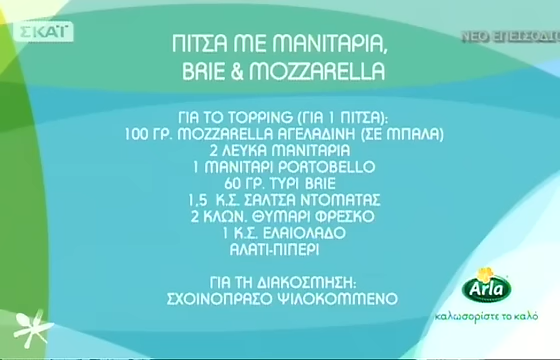 ΣΚΑΪ
ΝΕΟ ΕΠΕΙΣΟΔΙΟ
ΠΙΤΣΑ ΜΕ ΜΑΝΙΤΑΡΙΑ,
BRIE & MOZZARELLA
ΓΙΑ ΤΟ TOPPING (ΓΙΑ 1 ΠΙΤΣΑ):
100 ΓΡ. MOZZARELLA ΑΓΕΛΑΔΙΝΗ (ΣΕ ΜΠΑΛΑ)
2 ΛΕΥΚΑ ΜΑΝΙΤΑΡΙΑ
1 ΜΑΝΙΤΑΡΙ PORTOBELLO
60 ΓΡ. ΤΥΡΙ BRIE
1,5 Κ.Σ. ΣΑΛΤΣΑ ΝΤΟΜΑΤΑΣ
2 ΚΛΩΝ. ΘΥΜΑΡΙ ΦΡΕΣΚΟ
1 Κ.Σ. ΕΛΑΙΟΛΑΔΟ
ΑΛΑΤΙ-ΠΙΠΕΡΙ
ΓΙΑ ΤΗ ΔΙΑΚΟΣΜΗΣΗ:
ΣΧΟΙΝΟΠΡΑΣΟ ΨΙΛΟΚΟΜΜΕΝΟ
Arla
καλωσορίστε το καλό